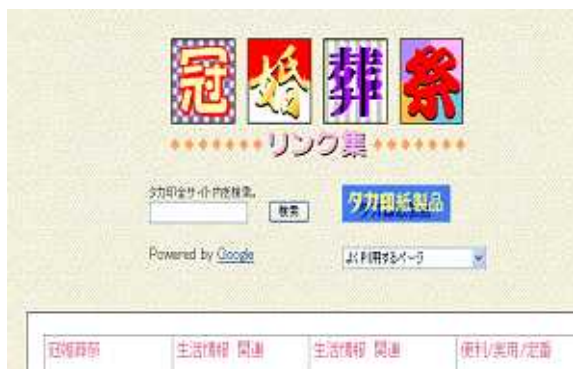 冠婚葬祭
リンク集
タカ印全サイト内を検索。
検索
タカ印紙製品
Powered by Google
よく利用するページ
冠婚葬祭 生活情報 関連 生活情報 関連 便利/実用/定番